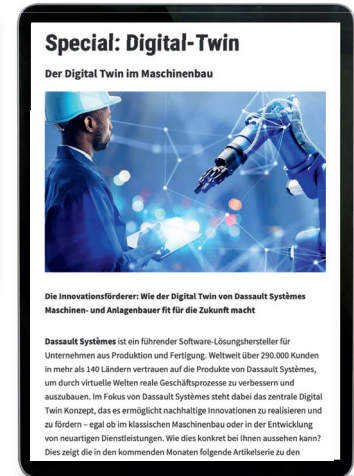 Special: Digital-Twin
Der Digital Twin im Maschinenbau
Die Innovationsförderer: Wie der Digital Twin von Dassault Systèmes
Maschinen- und Anlagenbauer fit für die Zukunft macht
Dassault Systèmes ist ein führender Software-Lösungshersteller für
Unternehmen aus Produktion und Fertigung. Weltweit über 290.000 Kunden
in mehr als 140 Ländern vertrauen auf die Produkte von Dassault Systèmes,
um durch virtuelle Welten reale Geschäftsprozesse zu verbessern und
auszubauen. Im Fokus von Dassault Systèmes steht dabei das zentrale Digital
Twin Konzept, das es ermöglicht nachhaltige Innovationen zu realisieren und
zu fördern – egal ob im klassischen Maschinenbau oder in der Entwicklung
von neuartigen Dienstleistungen. Wie dies konkret bei Ihnen aussehen kann?
Dies zeigt die in den kommenden Monaten folgende Artikelserie zu den